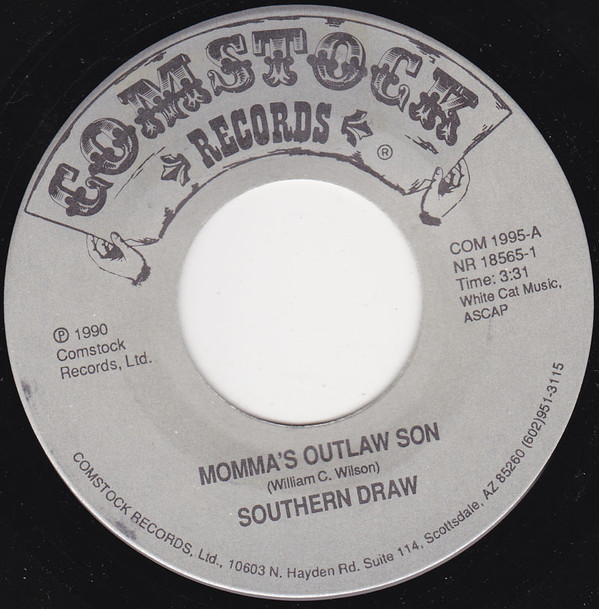 COMSTOCK
RECORDS
®
COM 1995-A
NR 18565-1
Time: 3:31
White Cat Music,
ASCAP
℗ 1990
Comstock
Records, Ltd.
MOMMA'S OUTLAW SON
(William C. Wilson)
SOUTHERN DRAW
COMSTOCK RECORDS, Ltd., 10603 N. Hayden Rd. Suite 114, Scottsdale, AZ 85260 (602)951-3115